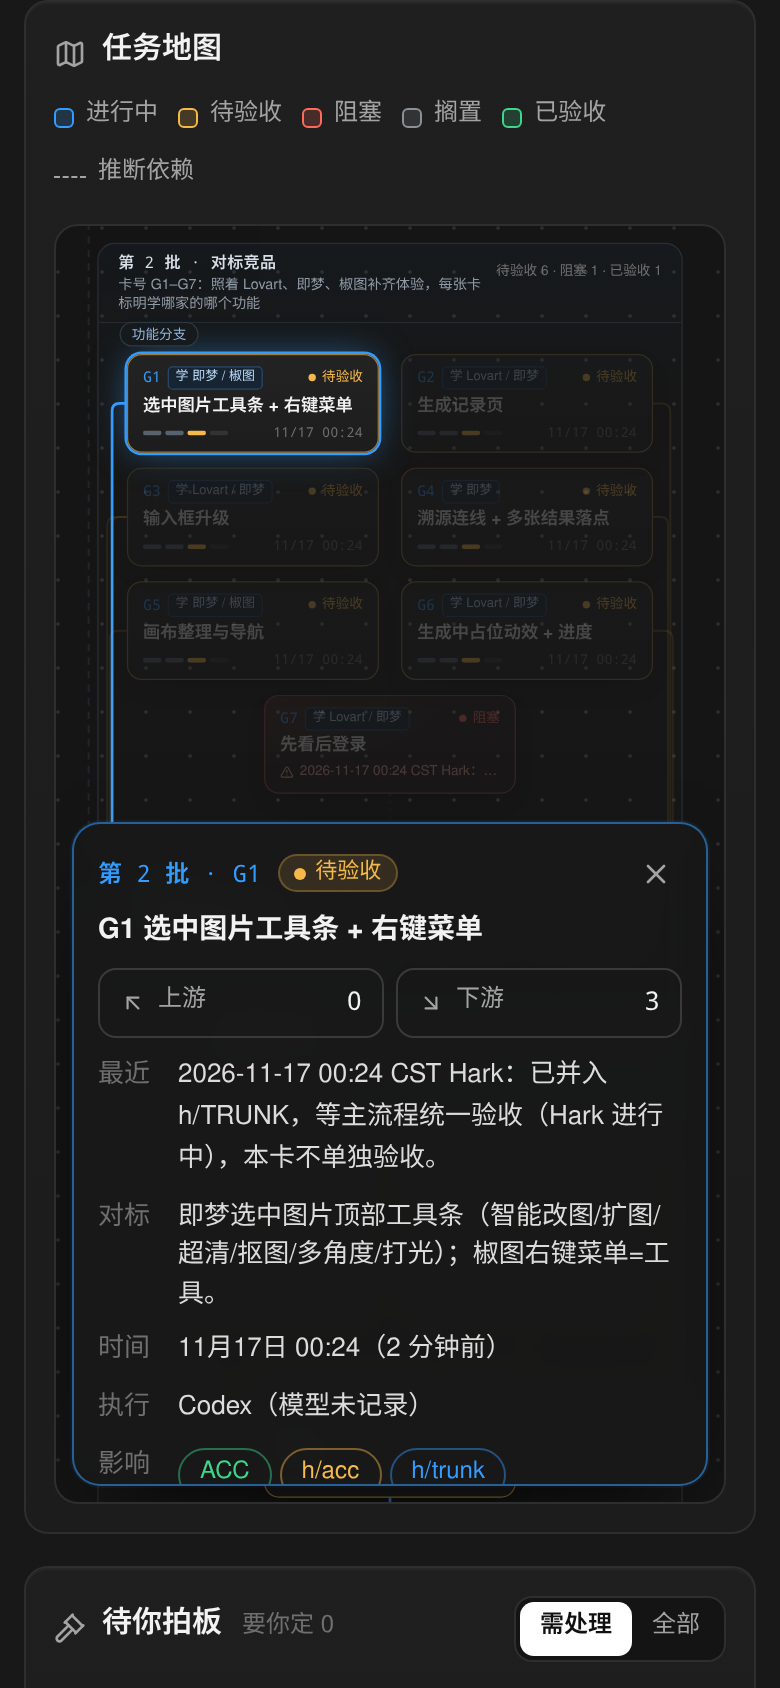 任务地图
进行中 待验收 阻塞 搁置 已验收
推断依赖
第 2 批 · 对标竞品
待验收 6 · 阻塞 1 · 已验收 1
卡号 G1–G7：照着 Lovart、即梦、椒图补齐体验，每张卡
标明学哪家的哪个功能
功能分支
G1 学 即梦 / 椒图 待验收
选中图片工具条 + 右键菜单
11/17 00:24
G2 学 Lovart / 即梦 待验收
生成记录页
11/17 00:24
G3 学 Lovart / 即梦 待验收
输入框升级
11/17 00:24
G4 学 即梦 待验收
溯源连线 + 多张结果落点
11/17 00:24
G5 学 即梦 / 椒图 待验收
画布整理与导航
11/17 00:24
G6 学 Lovart / 即梦 待验收
生成中占位动效 + 进度
11/17 00:24
G7 学 Lovart / 即梦 阻塞
先看后登录
2026-11-17 00:24 CST Hark：...
第 2 批 · G1 待验收
G1 选中图片工具条 + 右键菜单
上游 0
下游 3
最近 2026-11-17 00:24 CST Hark：已并入
h/TRUNK，等主流程统一验收（Hark 进行
中），本卡不单独验收。
对标 即梦选中图片顶部工具条（智能改图/扩图/
超清/抠图/多角度/打光）；椒图右键菜单=工
具。
时间 11月17日 00:24（2 分钟前）
执行 Codex（模型未记录）
影响 ACC h/acc h/trunk
待你拍板 要你定 0 需处理 全部